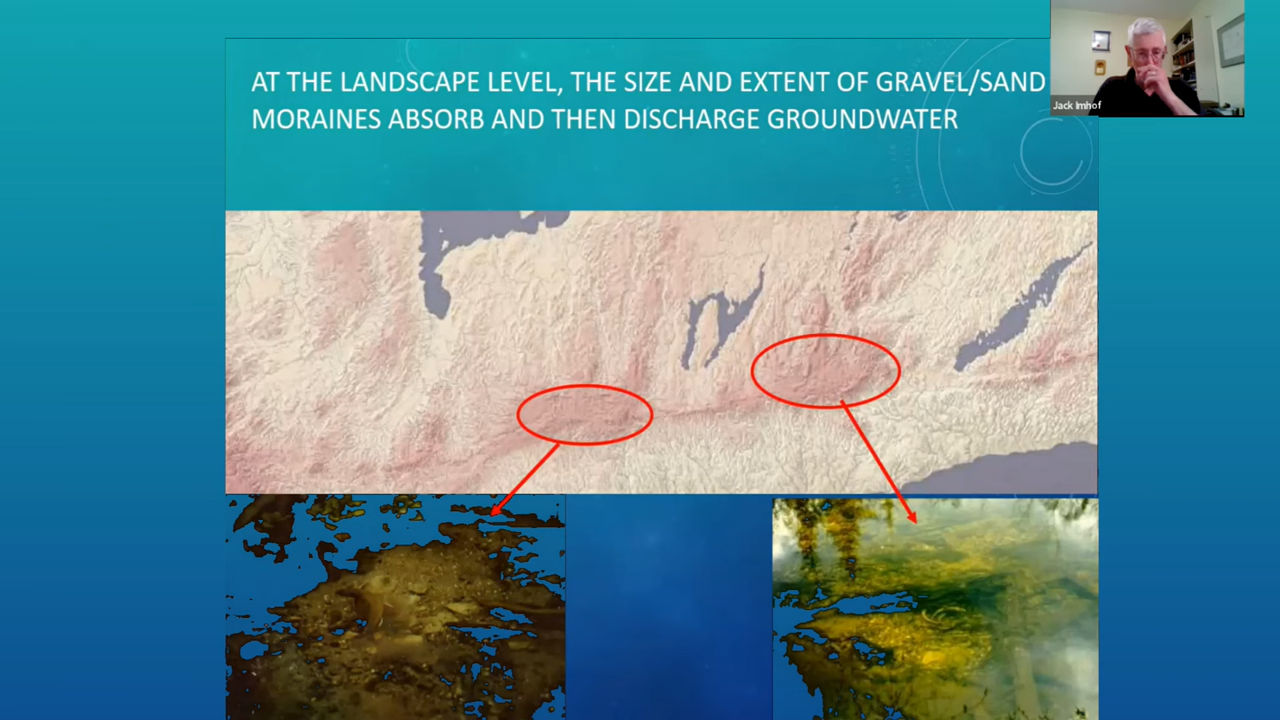 AT THE LANDSCAPE LEVEL, THE SIZE AND EXTENT OF GRAVEL/SAND
MORAINES ABSORB AND THEN DISCHARGE GROUNDWATER
Jack Imhof